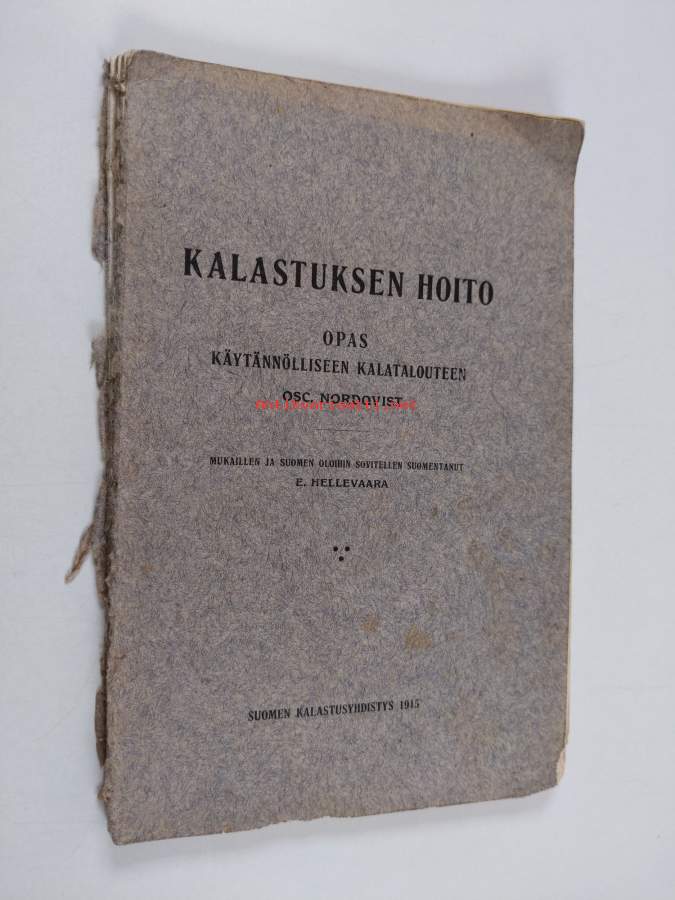 KALASTUKSEN HOITO
OPAS
KÄYTÄNNÖLLISEEN KALATALOUTEEN
OSC. NORDQVIST
MUKAILLEN JA SUOMEN OLOIHIN SOVITELLEN SUOMENTANUT
E. HELLEVAARA
SUOMEN KALASTUSYHDISTYS 1915